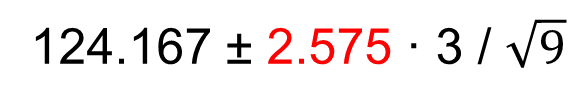 124.167 ± 2.575 · 3 / √9